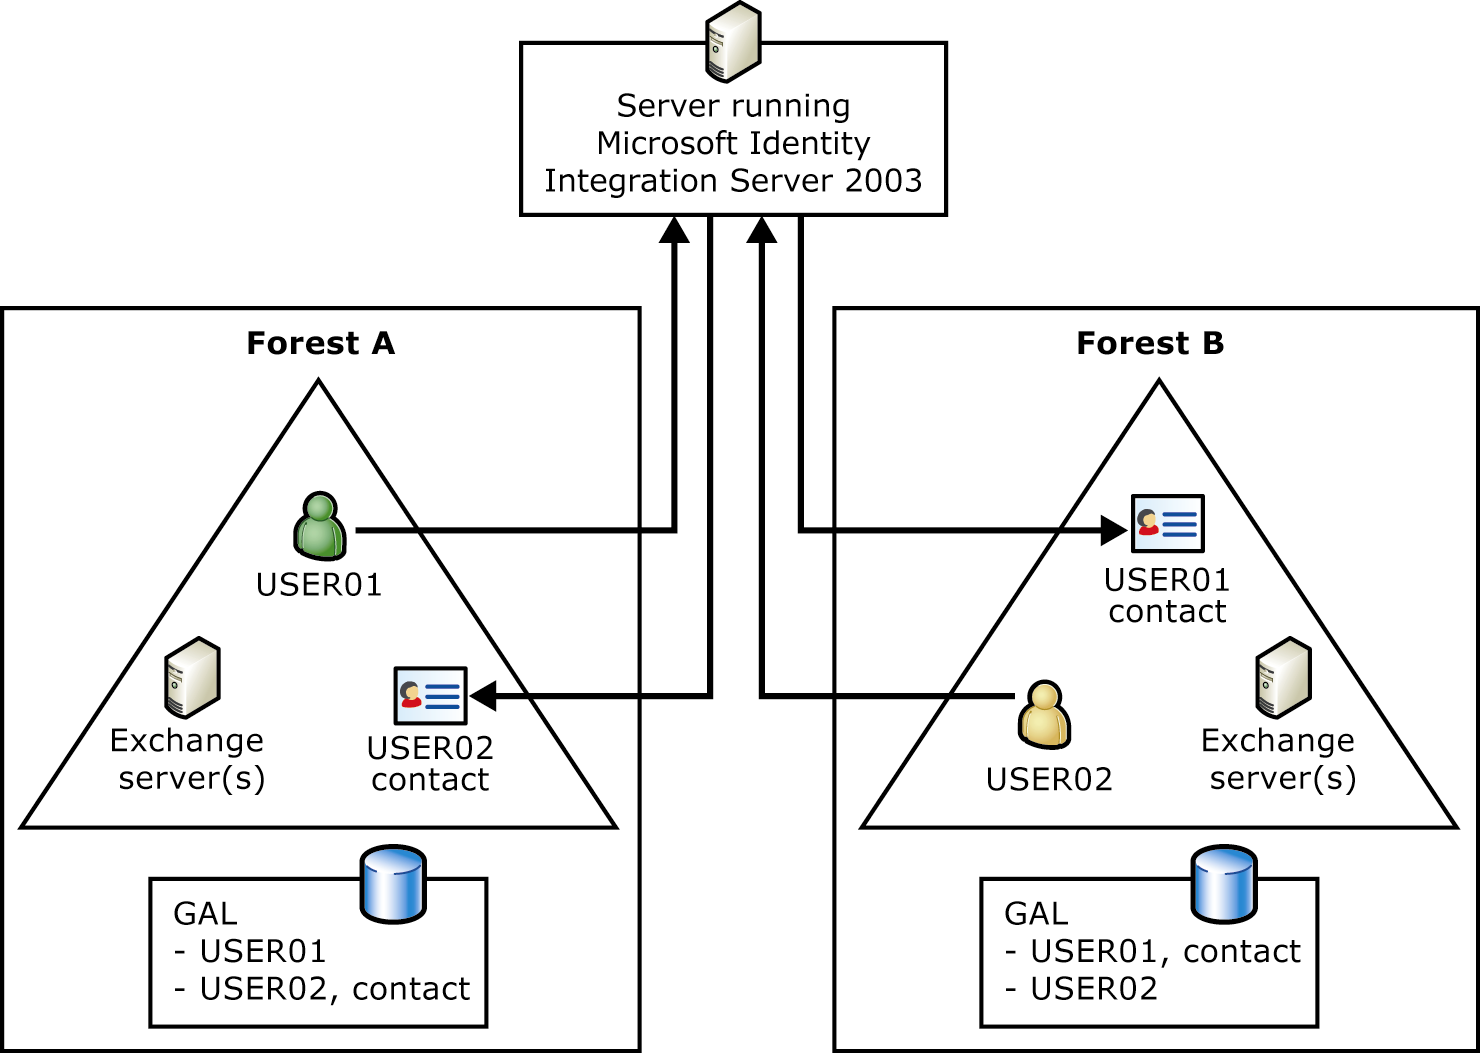 Server running
Microsoft Identity
Integration Server 2003
Forest A
USER01
Exchange
server(s)
USER02
contact
GAL
- USER01
- USER02, contact
Forest B
USER01
contact
USER02
Exchange
server(s)
GAL
- USER01, contact
- USER02